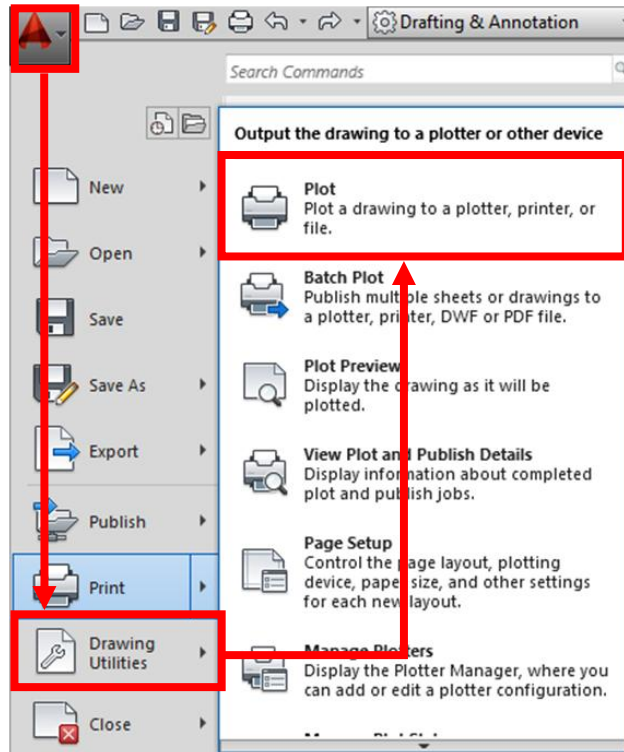 Drafting & Annotation
Search Commands
Output the drawing to a plotter or other device
New
Open
Save
Save As
Export
Publish
Print
Drawing
Utilities
Close
Plot
Plot a drawing to a plotter, printer, or
file.
Batch Plot
Publish multiple sheets or drawings to
a plotter, printer, DWF or PDF file.
Plot Preview
Display the drawing as it will be
plotted.
View Plot and Publish Details
Display information about completed
plot and publish jobs.
Page Setup
Control the page layout, plotting
device, paper size, and other settings
for each new layout.
Manage Plotters
Display the Plotter Manager, where you
can add or edit a plotter configuration.